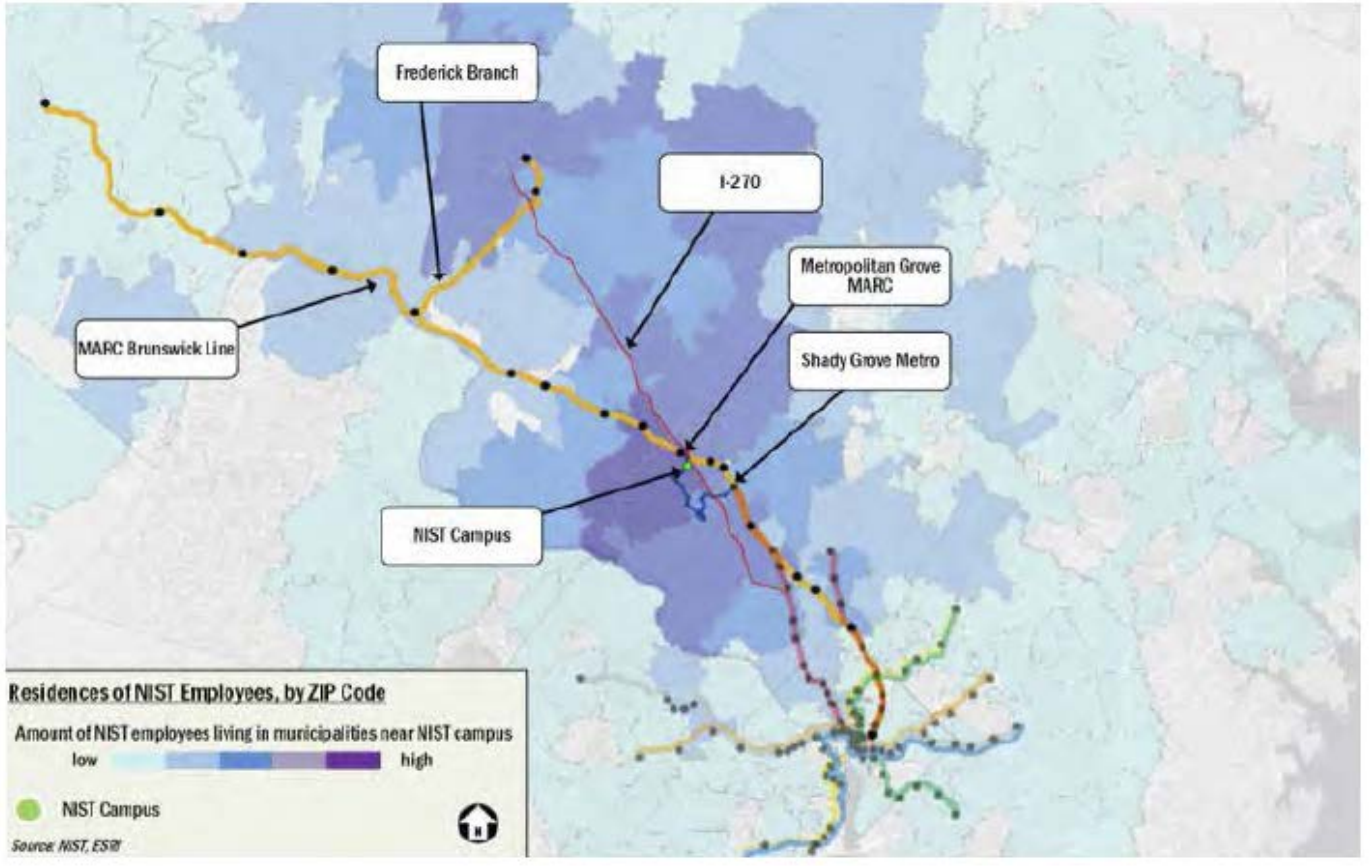 Frederick Branch
I-270
Metropolitan Grove
MARC
MARC Brunswick Line
Shady Grove Metro
NIST Campus
Residences of NIST Employees, by ZIP Code
Amount of NIST employees living in municipalities near NIST campus
low high
NIST Campus
N
Source: NIST, ESRI